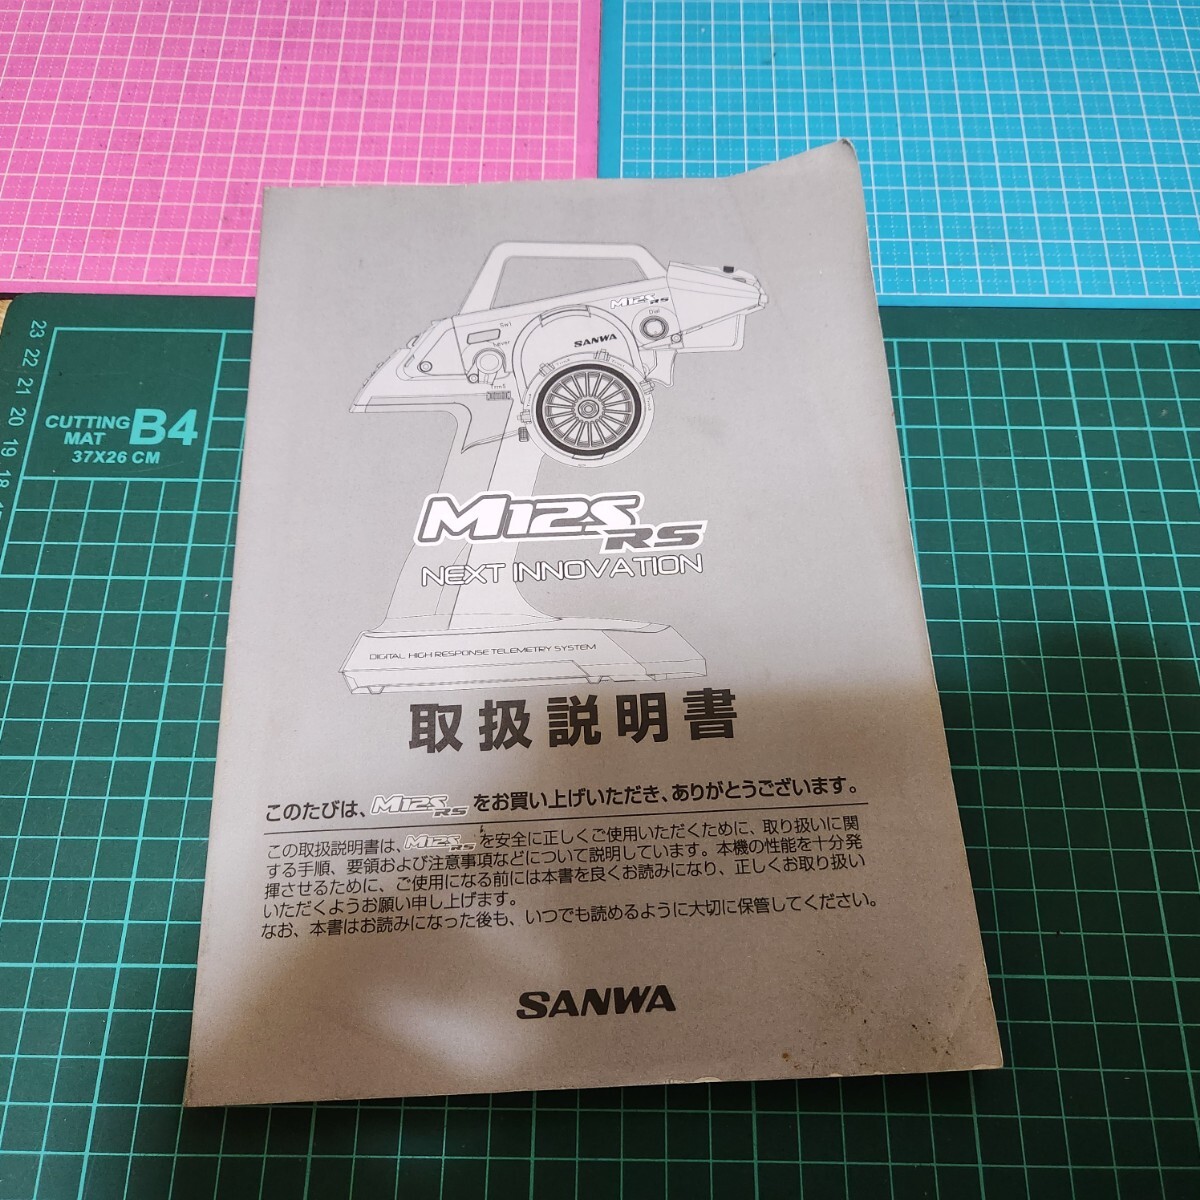 23
22
21
20
19
18
CUTTING
MAT
B4
37X26 CM
M12S RS
Sw1
Lever
SANWA
Dial
M12S
RS
NEXT INNOVATION
DIGITAL HIGH RESPONSE TELEMETRY SYSTEM
取扱説明書
このたびは、M12S RSをお買い上げいただき、ありがとうございます。
この取扱説明書は、M12S RSを安全に正しくご使用いただくために、取り扱いに関
する手順、要領および注意事項などについて説明しています。本機の性能を十分発
揮させるために、ご使用になる前には本書を良くお読みになり、正しくお取り扱い
いただくようお願い申し上げます。
なお、本書はお読みになった後も、いつでも読めるように大切に保管してください。
SANWA